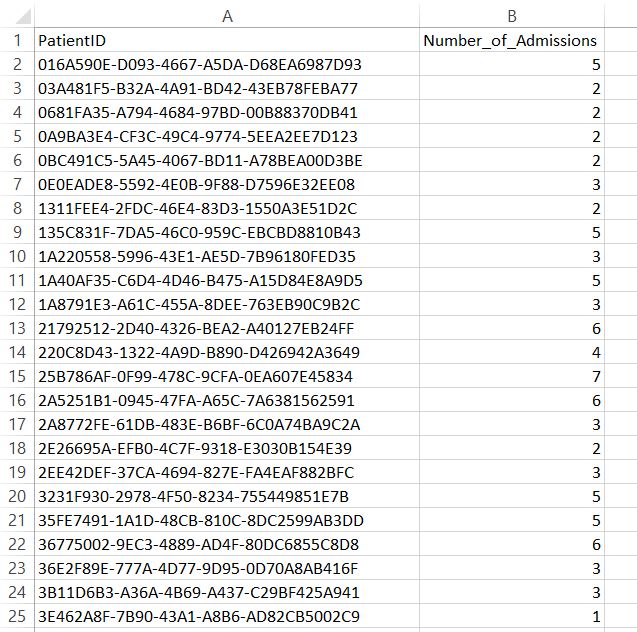 A B
1 PatientID Number_of_Admissions
2 016A590E-D093-4667-A5DA-D68EA6987D93 5
3 03A481F5-B32A-4A91-BD42-43EB78FEBA77 2
4 0681FA35-A794-4684-97BD-00B88370DB41 2
5 0A9BA3E4-CF3C-49C4-9774-5EEA2EE7D123 2
6 0BC491C5-5A45-4067-BD11-A78BEA00D3BE 2
7 0E0EADE8-5592-4E0B-9F88-D7596E32EE08 3
8 1311FEE4-2FDC-46E4-83D3-1550A3E51D2C 2
9 135C831F-7DA5-46C0-959C-EBCBD8810B43 5
10 1A220558-5996-43E1-AE5D-7B96180FED35 3
11 1A40AF35-C6D4-4D46-B475-A15D84E8A9D5 5
12 1A8791E3-A61C-455A-8DEE-763EB90C9B2C 3
13 21792512-2D40-4326-BEA2-A40127EB24FF 6
14 220C8D43-1322-4A9D-B890-D426942A3649 4
15 25B786AF-0F99-478C-9CFA-0EA607E45834 7
16 2A5251B1-0945-47FA-A65C-7A6381562591 6
17 2A8772FE-61DB-483E-B6BF-6C0A74BA9C2A 3
18 2E26695A-EFB0-4C7F-9318-E3030B154E39 2
19 2EE42DEF-37CA-4694-827E-FA4EAF882BFC 3
20 3231F930-2978-4F50-8234-755449851E7B 5
21 35FE7491-1A1D-48CB-810C-8DC2599AB3DD 5
22 36775002-9EC3-4889-AD4F-80DC6855C8D8 6
23 36E2F89E-777A-4D77-9D95-0D70A8AB416F 3
24 3B11D6B3-A36A-4B69-A437-C29BF425A941 3
25 3E462A8F-7B90-43A1-A8B6-AD82CB5002C9 1